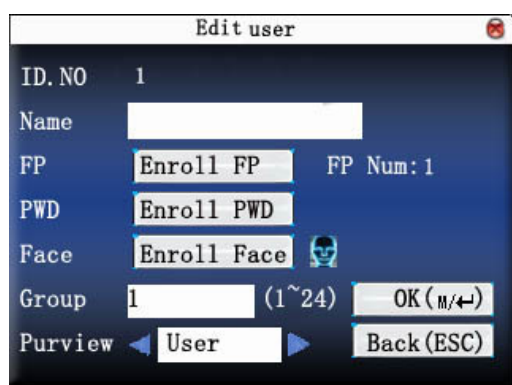 Edit user
ID.NO 1
Name
FP Enroll FP FP Num:1
PWD Enroll PWD
Face Enroll Face
Group 1 (1~24) OK(M/↵)
Purview User Back(ESC)